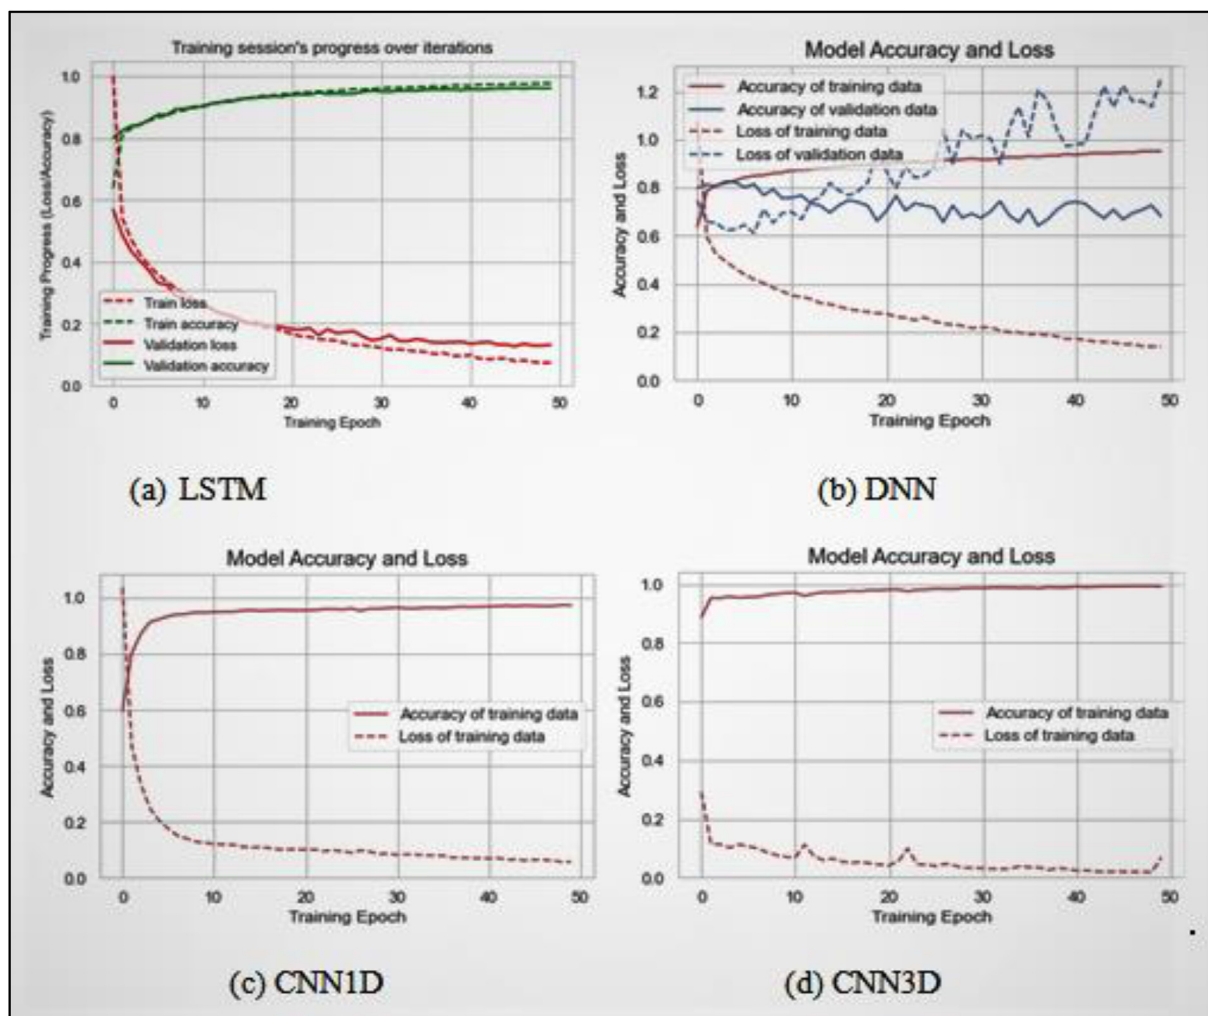 Training session's progress over iterations
1.0
0.8
0.6
0.4
0.2
0.0
Training Progress (Loss/Accuracy)
Train loss
Train accuracy
Validation loss
Validation accuracy
0 10 20 30 40 50
Training Epoch
(a) LSTM
Model Accuracy and Loss
1.2
1.0
0.8
0.6
0.4
0.2
0.0
Accuracy and Loss
Accuracy of training data
Accuracy of validation data
Loss of training data
Loss of validation data
0 10 20 30 40 50
Training Epoch
(b) DNN
Model Accuracy and Loss
1.0
0.8
0.6
0.4
0.2
0.0
Accuracy and Loss
Accuracy of training data
Loss of training data
0 10 20 30 40 50
Training Epoch
(c) CNN1D
Model Accuracy and Loss
1.0
0.8
0.6
0.4
0.2
0.0
Accuracy and Loss
Accuracy of training data
Loss of training data
0 10 20 30 40 50
Training Epoch
(d) CNN3D